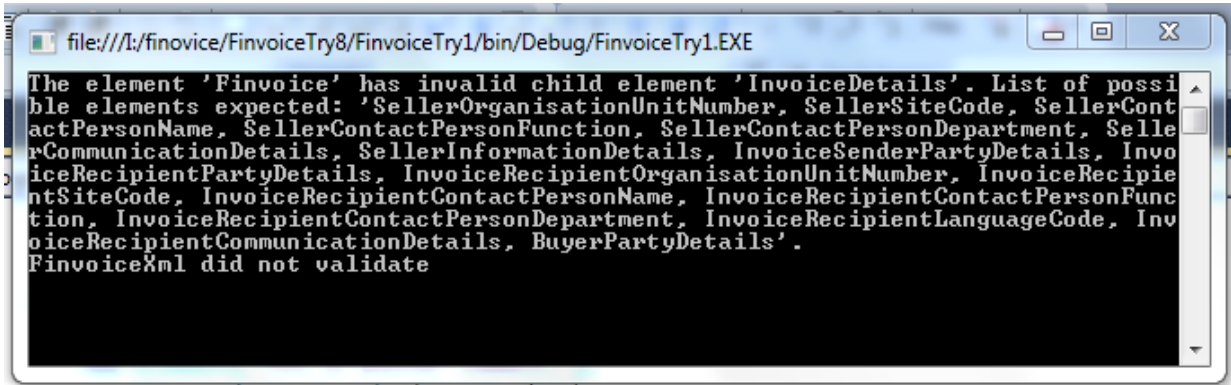 file:///I:/finovice/FinvoiceTry8/FinvoiceTry1/bin/Debug/FinvoiceTry1.EXE
The element 'Finvoice' has invalid child element 'InvoiceDetails'. List of possi
ble elements expected: 'SellerOrganisationUnitNumber, SellerSiteCode, SellerCont
actPersonName, SellerContactPersonFunction, SellerContactPersonDepartment, Selle
rCommunicationDetails, SellerInformationDetails, InvoiceSenderPartyDetails, Invo
iceRecipientPartyDetails, InvoiceRecipientOrganisationUnitNumber, InvoiceRecipie
ntSiteCode, InvoiceRecipientContactPersonName, InvoiceRecipientContactPersonFunc
tion, InvoiceRecipientContactPersonDepartment, InvoiceRecipientLanguageCode, Inv
oiceRecipientCommunicationDetails, BuyerPartyDetails'.
FinvoiceXml did not validate